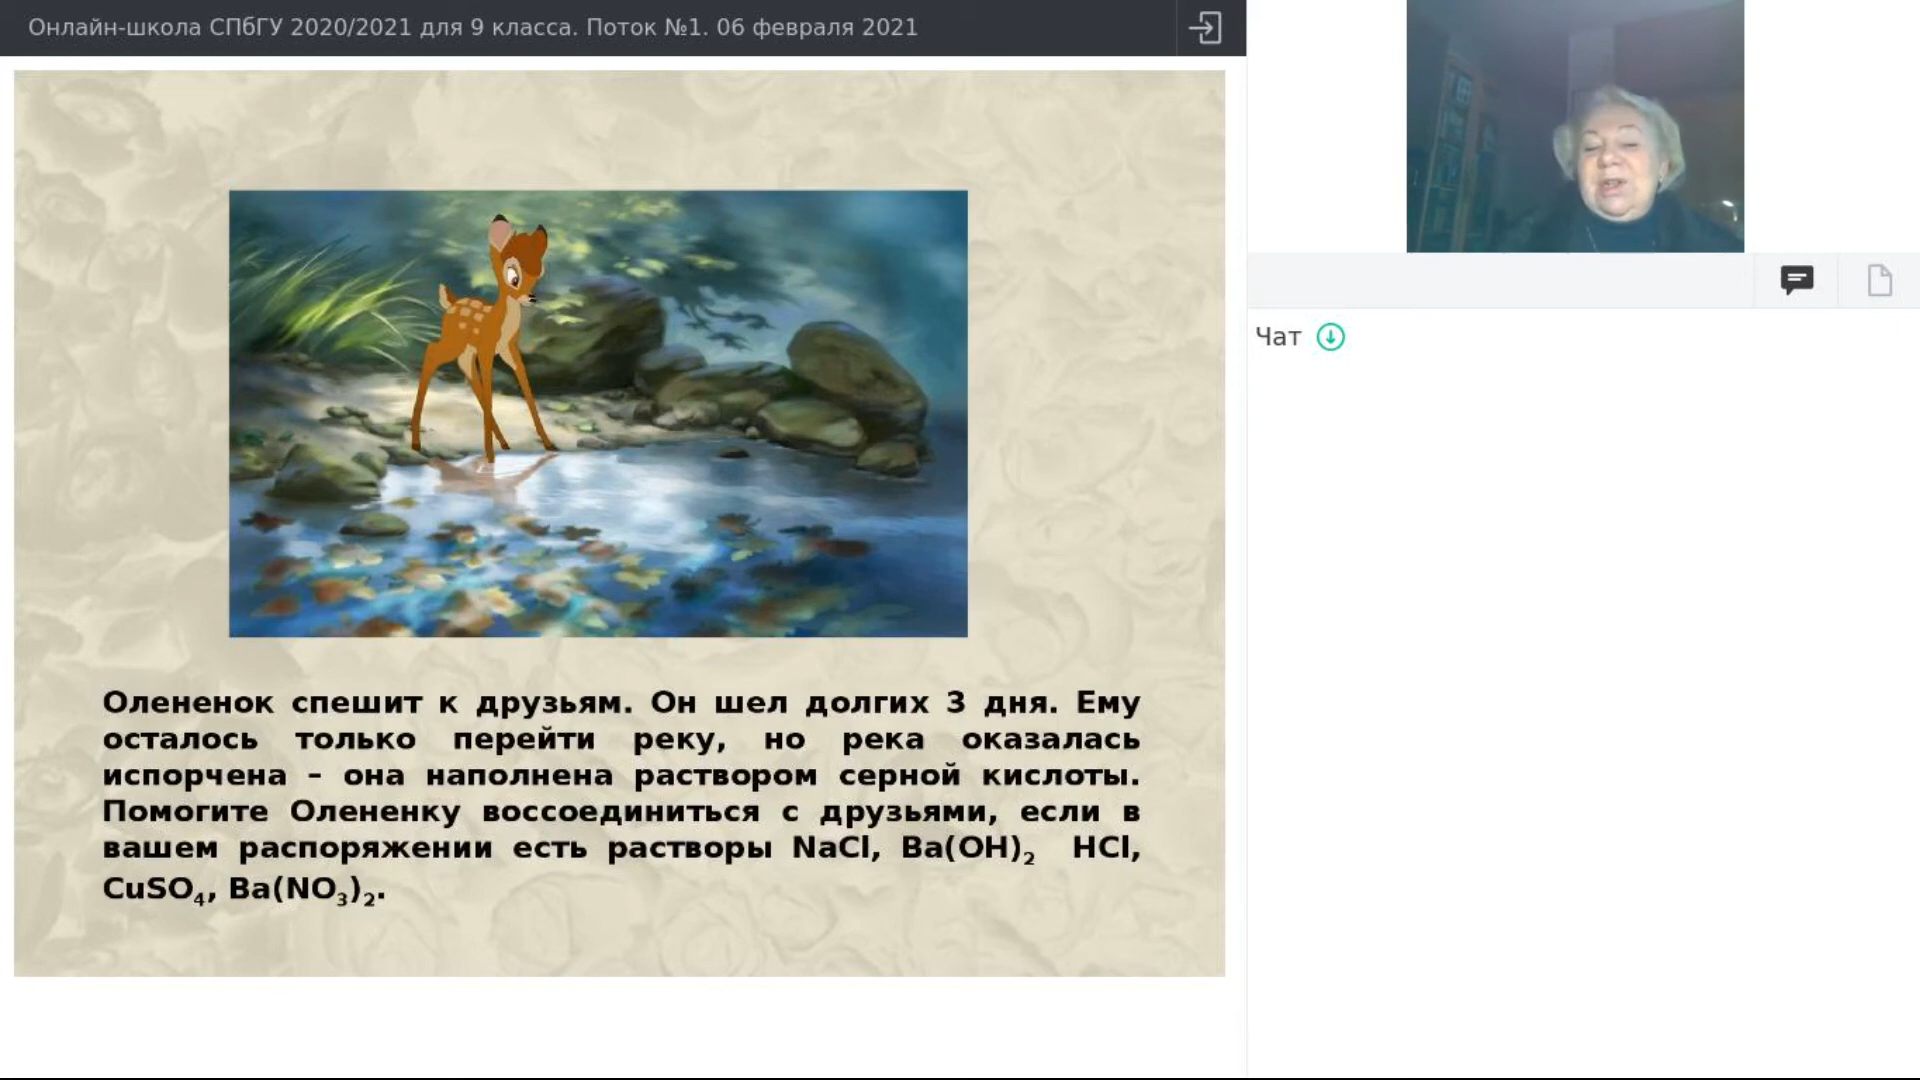 Онлайн-школа СПбГУ 2020/2021 для 9 класса. Поток №1. 06 февраля 2021
Чат
Олененок спешит к друзьям. Он шел долгих 3 дня. Ему
осталось только перейти реку, но река оказалась
испорчена – она наполнена раствором серной кислоты.
Помогите Олененку воссоединиться с друзьями, если в
вашем распоряжении есть растворы NaCl, Ba(OH)₂ HCl,
CuSO₄, Ba(NO₃)₂.